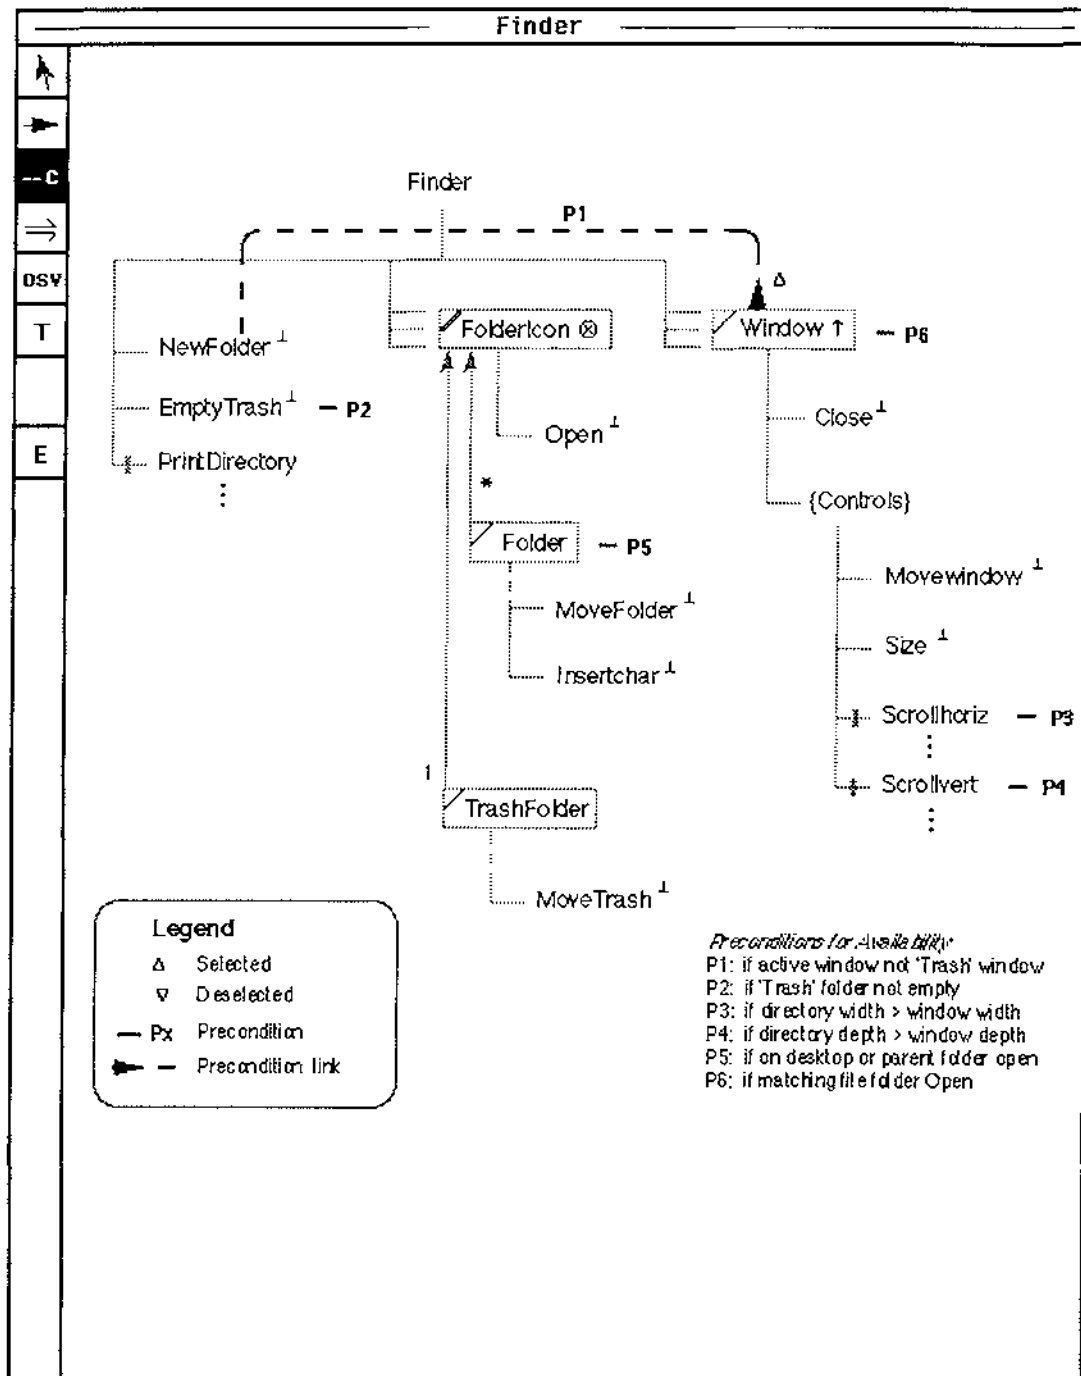 Finder
--C
OSV
T
E
Finder
P1
Δ
FolderIcon ⊗
Window ↑
— P6
NewFolder ⊥
EmptyTrash ⊥ — P2
PrintDirectory
Open ⊥
Close ⊥
*
{Controls}
Folder — P5
MoveFolder ⊥
Insertchar ⊥
Movewindow ⊥
Size ⊥
Scrollhoriz — P3
Scrollvert — P4
1
TrashFolder
MoveTrash ⊥
Legend
Δ Selected
∇ Deselected
— Px Precondition
Precondition link
Preconditions for Availability
P1: if active window not 'Trash' window
P2: if 'Trash' folder not empty
P3: if directory width > window width
P4: if directory depth > window depth
P5: if on desktop or parent folder open
P6: if matching file folder Open